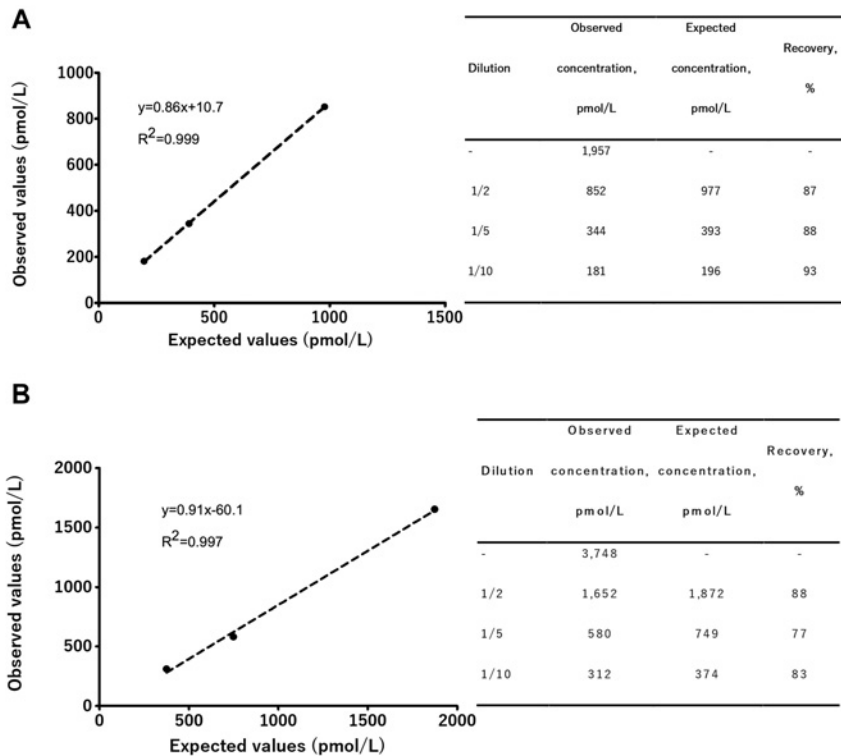 A
Observed values (pmol/L)
1000
800
600
400
200
0
y=0.86x+10.7
R2=0.999
0 500 1000 1500
Expected values (pmol/L)
Observed Expected
Recovery,
Dilution concentration, concentration,
%
pmol/L pmol/L
- 1,957 - -
1/2 852 977 87
1/5 344 393 88
1/10 181 196 93
B
Observed values (pmol/L)
2000
1500
1000
500
0
y=0.91x-60.1
R2=0.997
0 500 1000 1500 2000
Expected values (pmol/L)
Observed Expected
Recovery,
Dilution concentration, concentration,
%
pmol/L pmol/L
- 3,748 - -
1/2 1,652 1,872 88
1/5 580 749 77
1/10 312 374 83